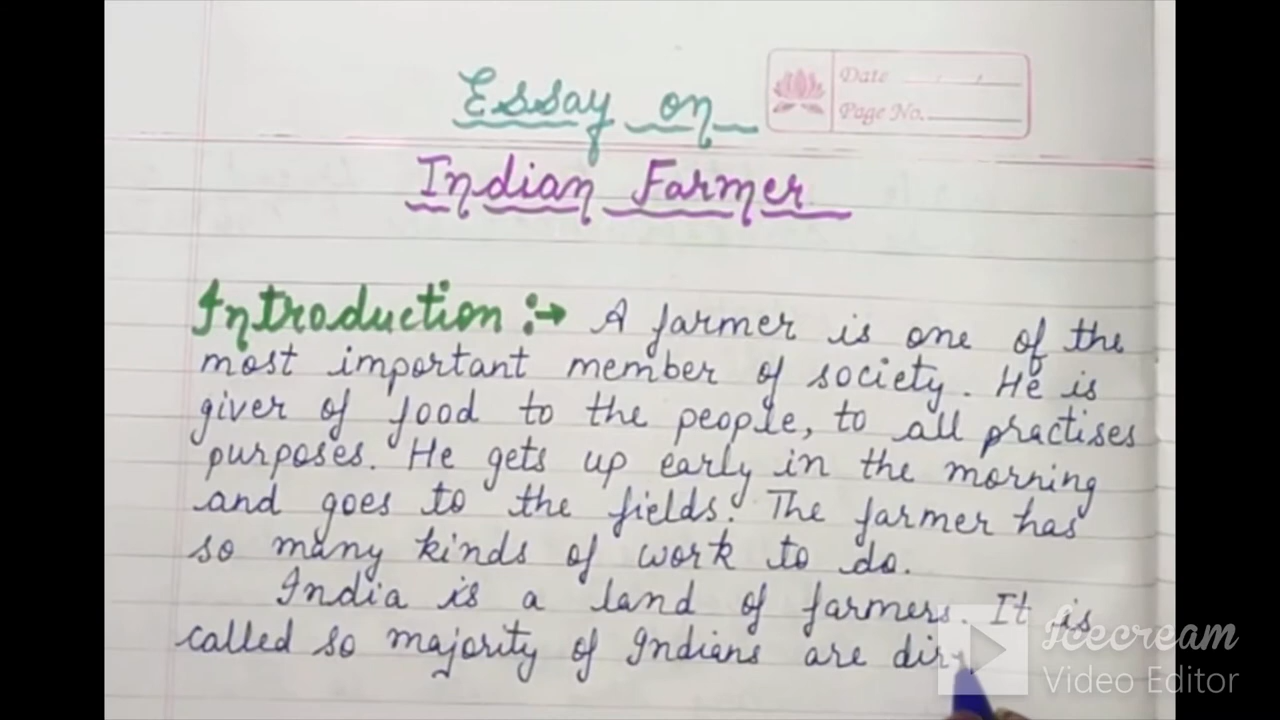 Essay on
Date
Page No.
Indian Farmer
Introduction :→ A farmer is one of the
most important member of society. He is
giver of food to the people, to all practises
purposes. He gets up early in the morning
and goes to the fields. The farmer has
so many kinds of work to do.
India is a land of farmers. It is
called so majority of Indians are dir
Icecream
Video Editor